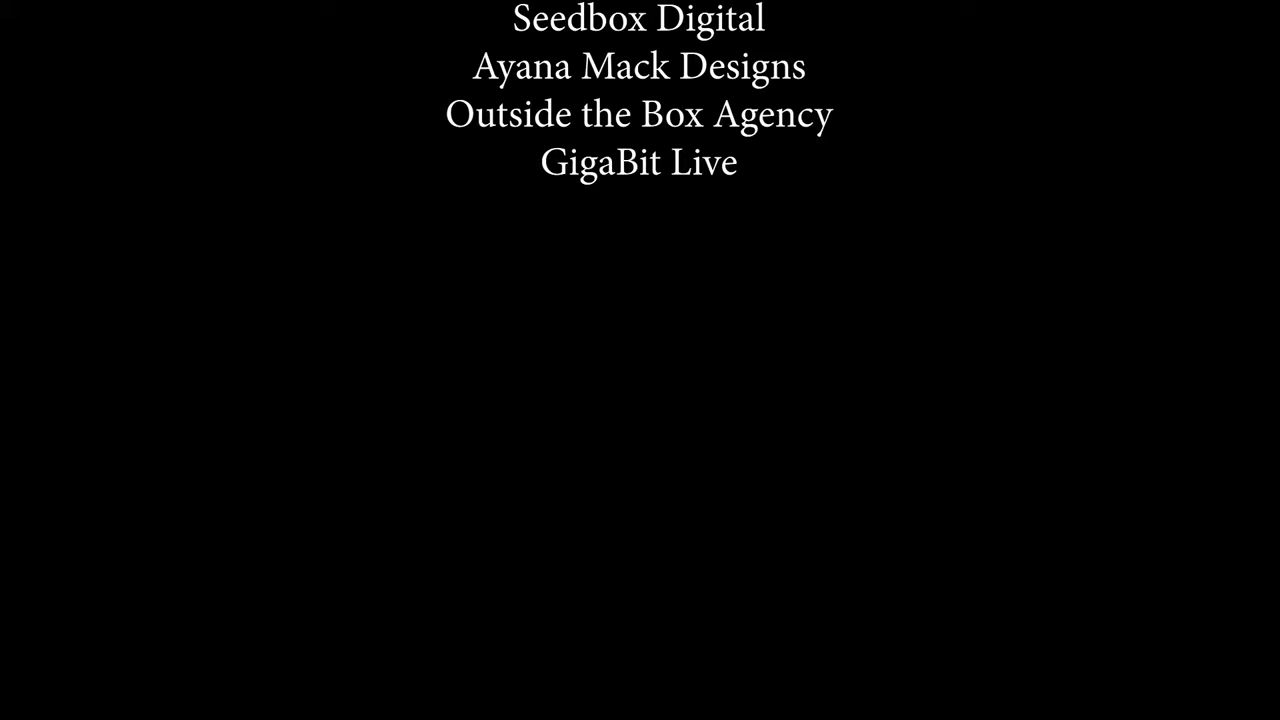 Seedbox Digital
Ayana Mack Designs
Outside the Box Agency
GigaBit Live